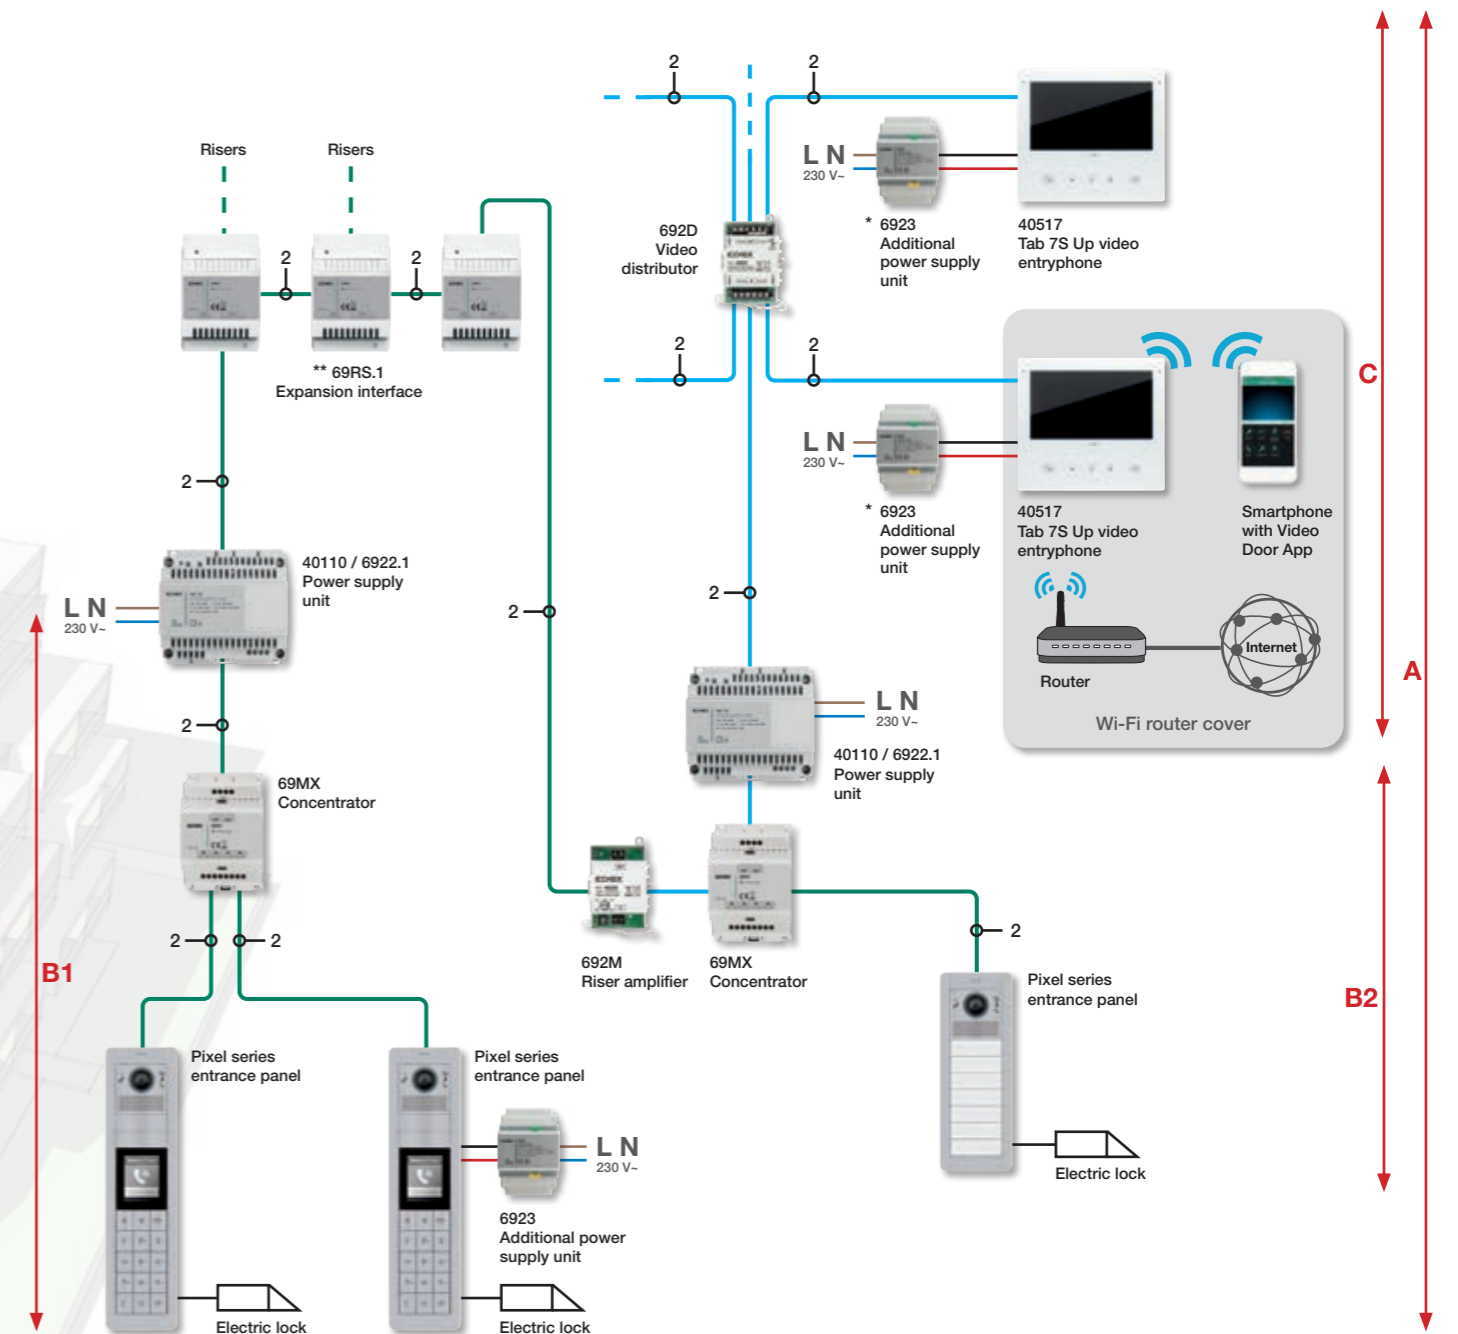 2
2
Risers
Risers
L N
230 V~
* 6923
Additional
power supply
unit
40517
Tab 7S Up video
entryphone
692D
Video
distributor
2
2
2
2
** 69RS.1
Expansion interface
C
L N
230 V~
* 6923
Additional
power supply
unit
40517
Tab 7S Up video
entryphone
Smartphone
with Video
Door App
2
40110 / 6922.1
Power supply
unit
L N
230 V~
2
2
Internet
Router
Wi-Fi router cover
A
L N
230 V~
40110 / 6922.1
Power supply
unit
2
69MX
Concentrator
2
2
B1
692M
Riser amplifier
69MX
Concentrator
2
Pixel series
entrance panel
B2
Pixel series
entrance panel
Pixel series
entrance panel
L N
230 V~
6923
Additional power
supply unit
Electric lock
Electric lock
Electric lock